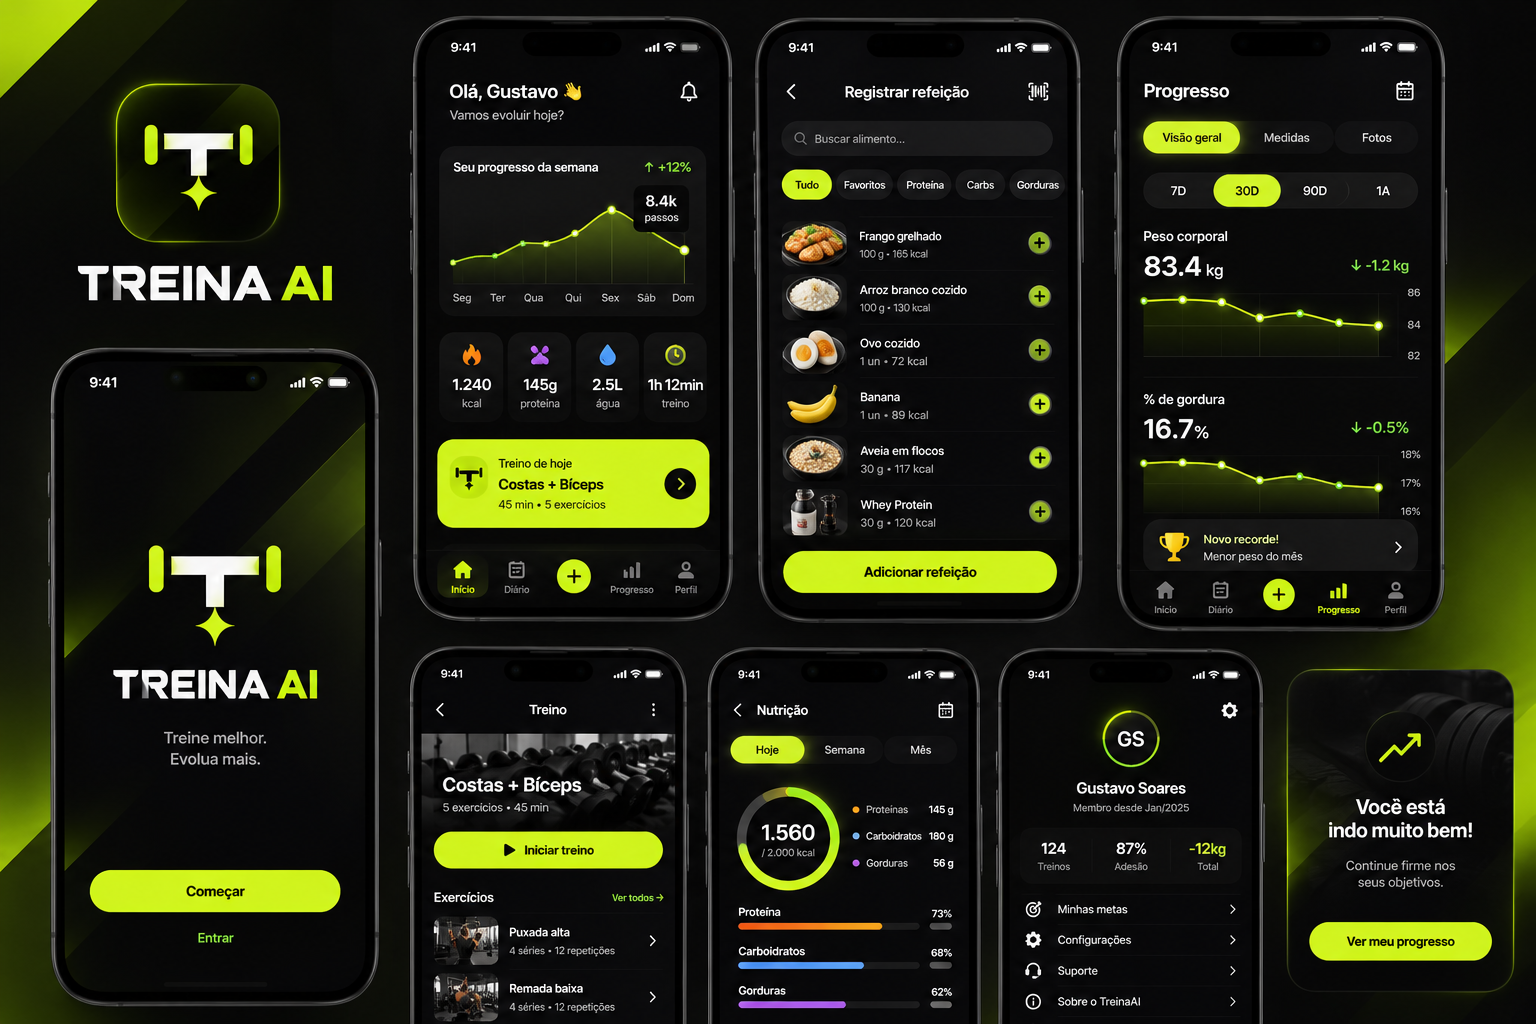 TREINA AI
9:41
TREINA AI
Treine melhor.
Evolua mais.
Começar
Entrar
9:41
Olá, Gustavo 👋
Vamos evoluir hoje?
Seu progresso da semana
↑ +12%
8.4k
passos
Seg Ter Qua Qui Sex Sáb Dom
1.240
kcal
145g
proteína
2.5L
água
1h 12min
treino
Treino de hoje
Costas + Bíceps
45 min • 5 exercícios
Início Diário Progresso Perfil
9:41
Registrar refeição
Buscar alimento...
Tudo Favoritos Proteína Carbs Gorduras
Frango grelhado
100 g • 165 kcal
Arroz branco cozido
100 g • 130 kcal
Ovo cozido
1 un • 72 kcal
Banana
1 un • 89 kcal
Aveia em flocos
30 g • 117 kcal
Whey Protein
30 g • 120 kcal
Adicionar refeição
9:41
Progresso
Visão geral Medidas Fotos
7D 30D 90D 1A
Peso corporal
83.4 kg
↓ -1.2 kg
86
84
82
% de gordura
16.7%
↓ -0.5%
18%
17%
16%
Novo recorde!
Menor peso do mês
Início Diário Progresso Perfil
9:41
Treino
Costas + Bíceps
5 exercícios • 45 min
Iniciar treino
Exercícios
Ver todos →
Puxada alta
4 séries • 12 repetições
Remada baixa
4 séries • 12 repetições
9:41
Nutrição
Hoje Semana Mês
1.560
/ 2.000 kcal
Proteínas 145 g
Carboidratos 180 g
Gorduras 56 g
Proteína 73%
Carboidratos 68%
Gorduras 62%
9:41
GS
Gustavo Soares
Membro desde Jan/2025
124
Treinos
87%
Adesão
-12kg
Total
Minhas metas
Configurações
Suporte
Sobre o TreinaAI
Você está
indo muito bem!
Continue firme nos
seus objetivos.
Ver meu progresso